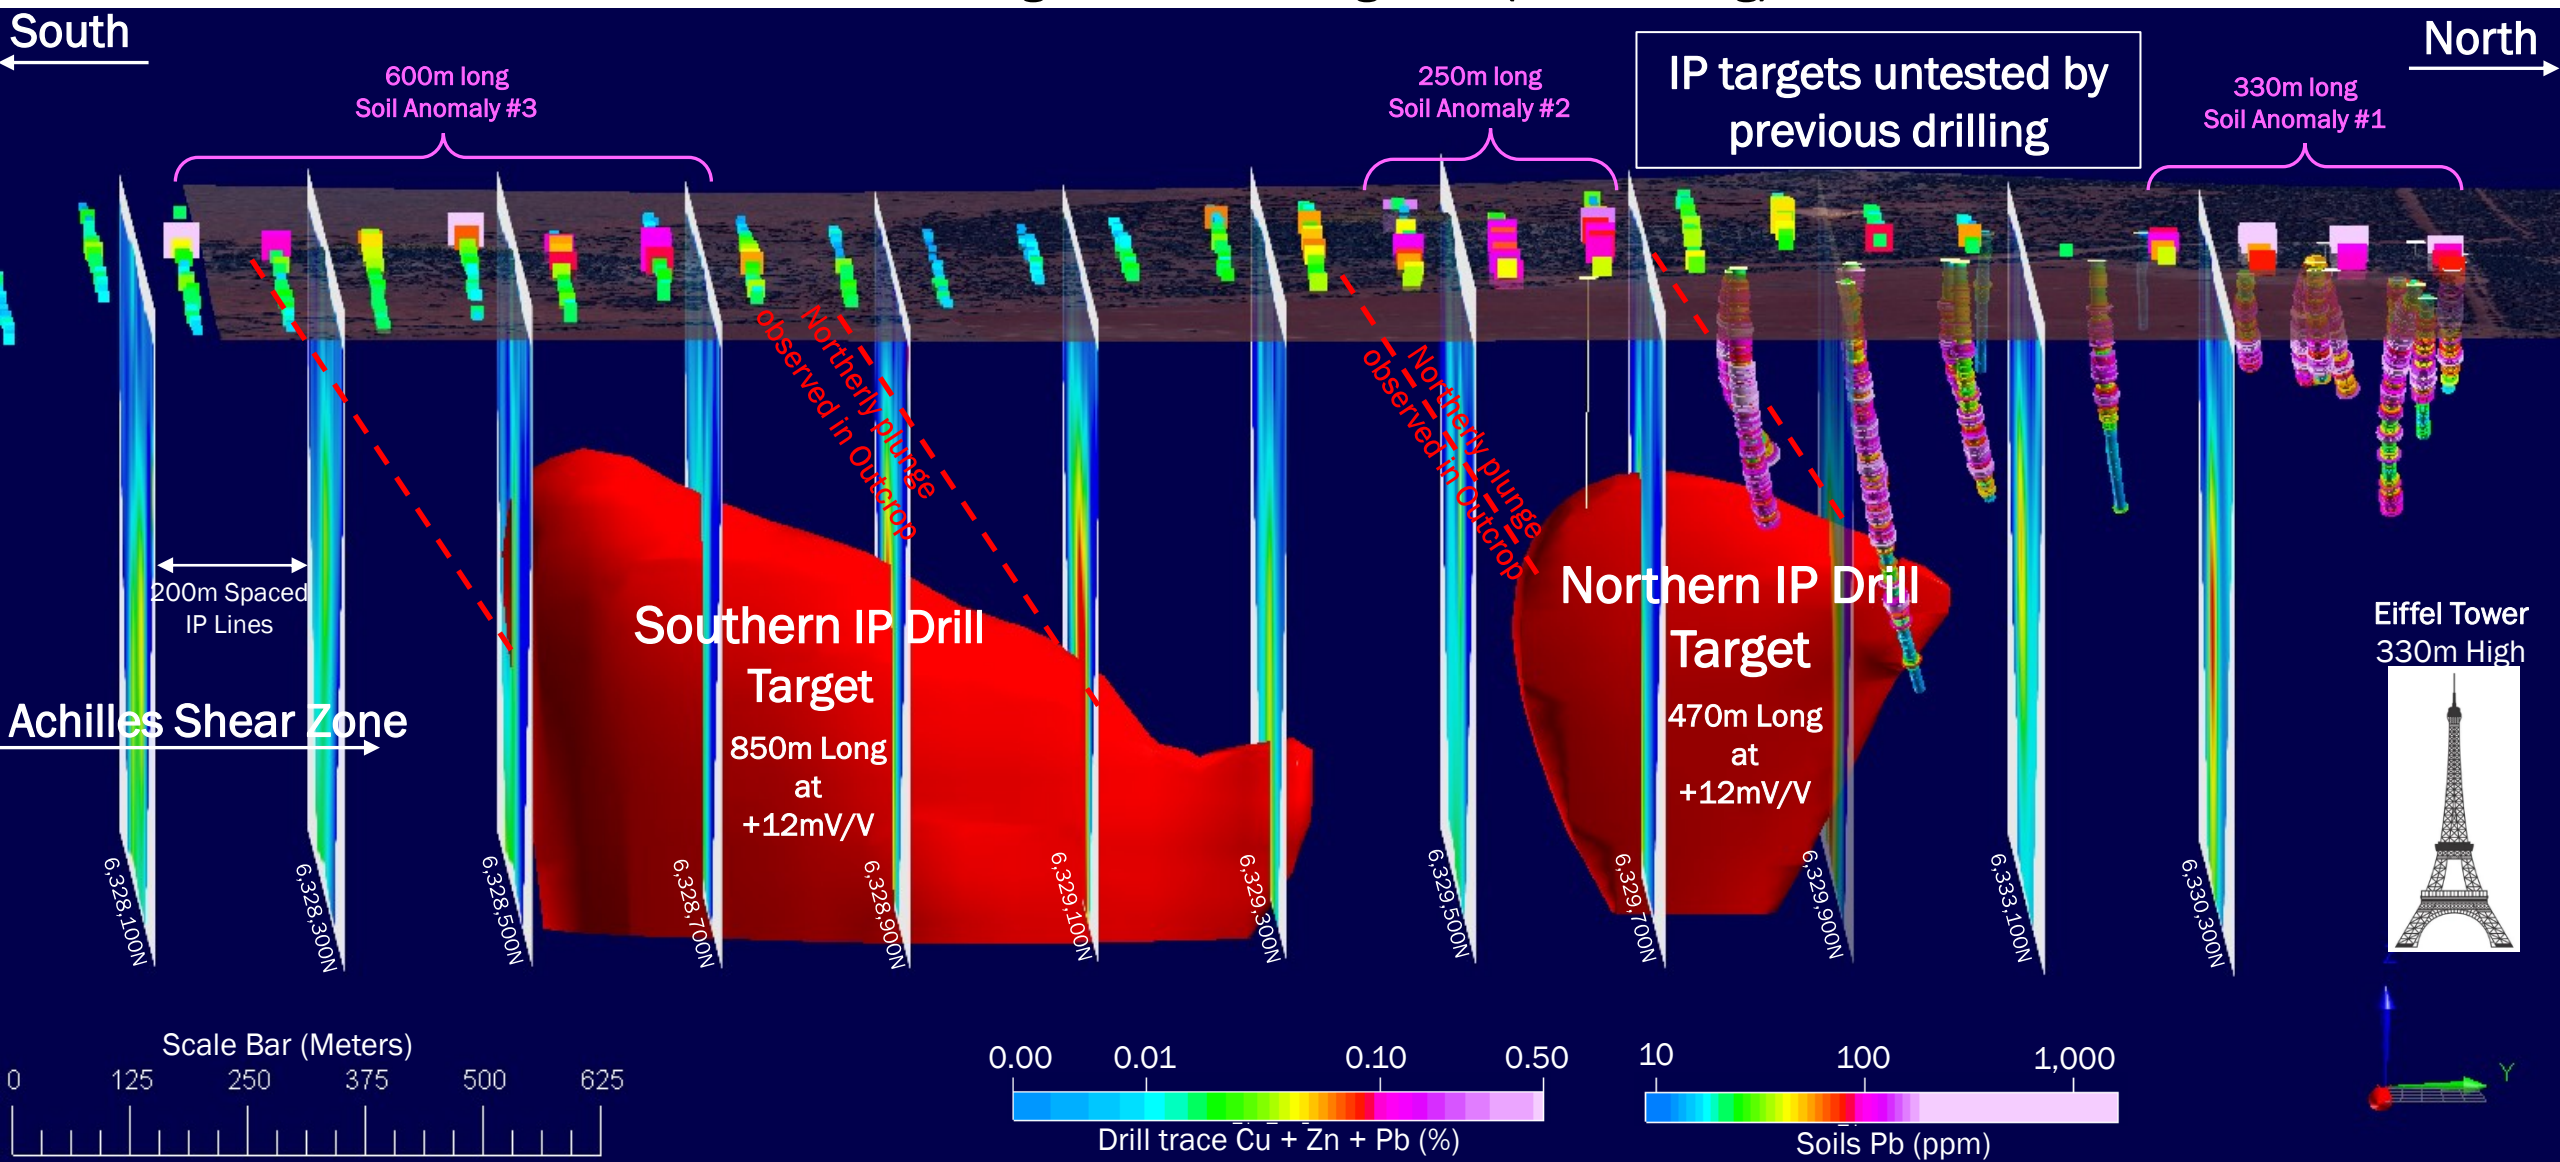 South
North
600m long
Soil Anomaly #3
250m long
Soil Anomaly #2
IP targets untested by
previous drilling
330m long
Soil Anomaly #1
Northerly plunge
observed in Outcrop
Northerly plunge
observed in Outcrop
200m Spaced
IP Lines
Southern IP Drill
Target
850m Long
at
+12mV/V
Northern IP Drill
Target
470m Long
at
+12mV/V
Eiffel Tower
330m High
Achilles Shear Zone
6,328,100N
6,328,300N
6,328,500N
6,328,700N
6,328,900N
6,329,100N
6,329,300N
6,329,500N
6,329,700N
6,329,900N
6,333,100N
6,330,300N
Scale Bar (Meters)
0 125 250 375 500 625
0.00 0.01 0.10 0.50
Drill trace Cu + Zn + Pb (%)
10 100 1,000
Soils Pb (ppm)
Z
Y